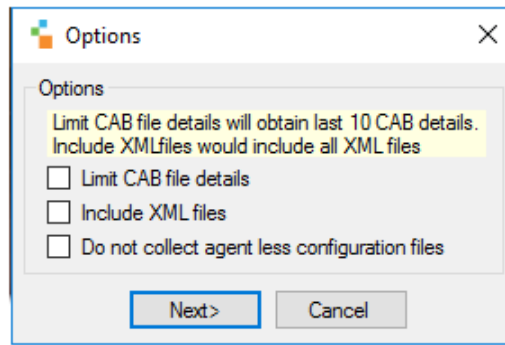 Options
Options
Limit CAB file details will obtain last 10 CAB details.
Include XMLfiles would include all XML files
Limit CAB file details
Include XML files
Do not collect agent less configuration files
Next>
Cancel